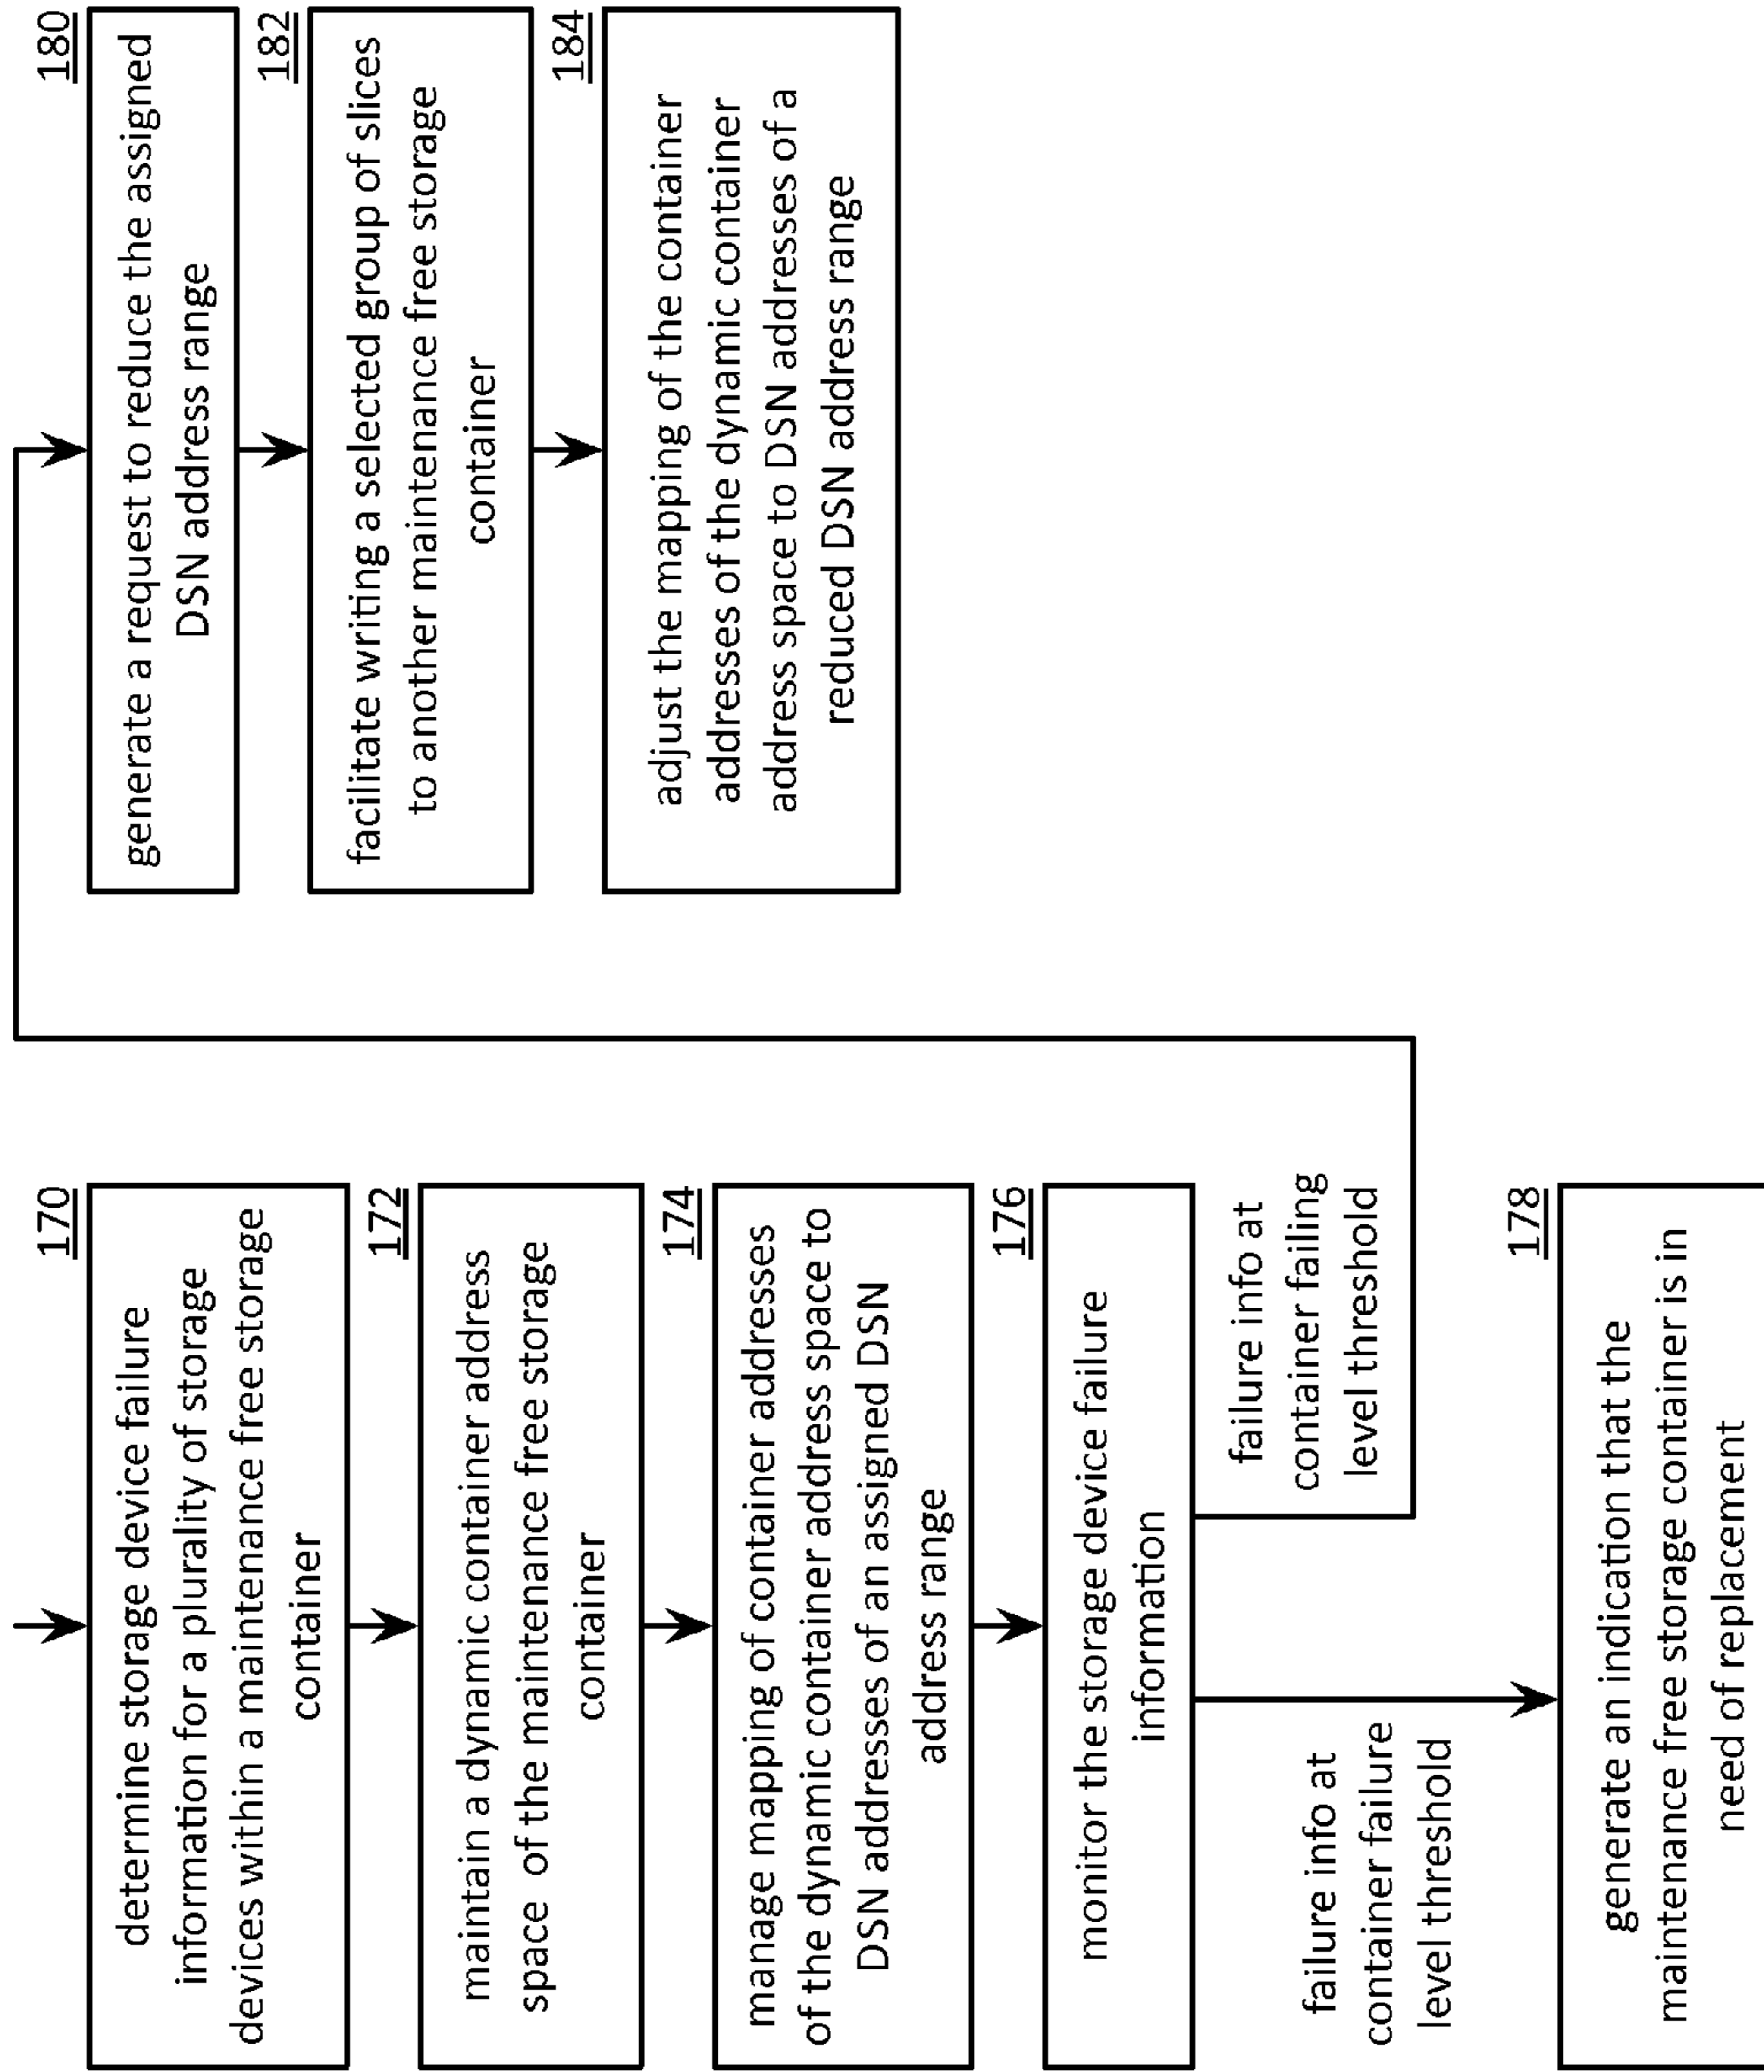 170
determine storage device failure
information for a plurality of storage
devices within a maintenance free storage
container
172
maintain a dynamic container address
space of the maintenance free storage
container
174
manage mapping of container addresses
of the dynamic container address space to
DSN addresses of an assigned DSN
address range
176
monitor the storage device failure
information
failure info at
container failure
level threshold
failure info at
container failing
level threshold
178
generate an indication that the
maintenance free storage container is in
need of replacement
180
generate a request to reduce the assigned
DSN address range
182
facilitate writing a selected group of slices
to another maintenance free storage
container
184
adjust the mapping of the container
addresses of the dynamic container
address space to DSN addresses of a
reduced DSN address range